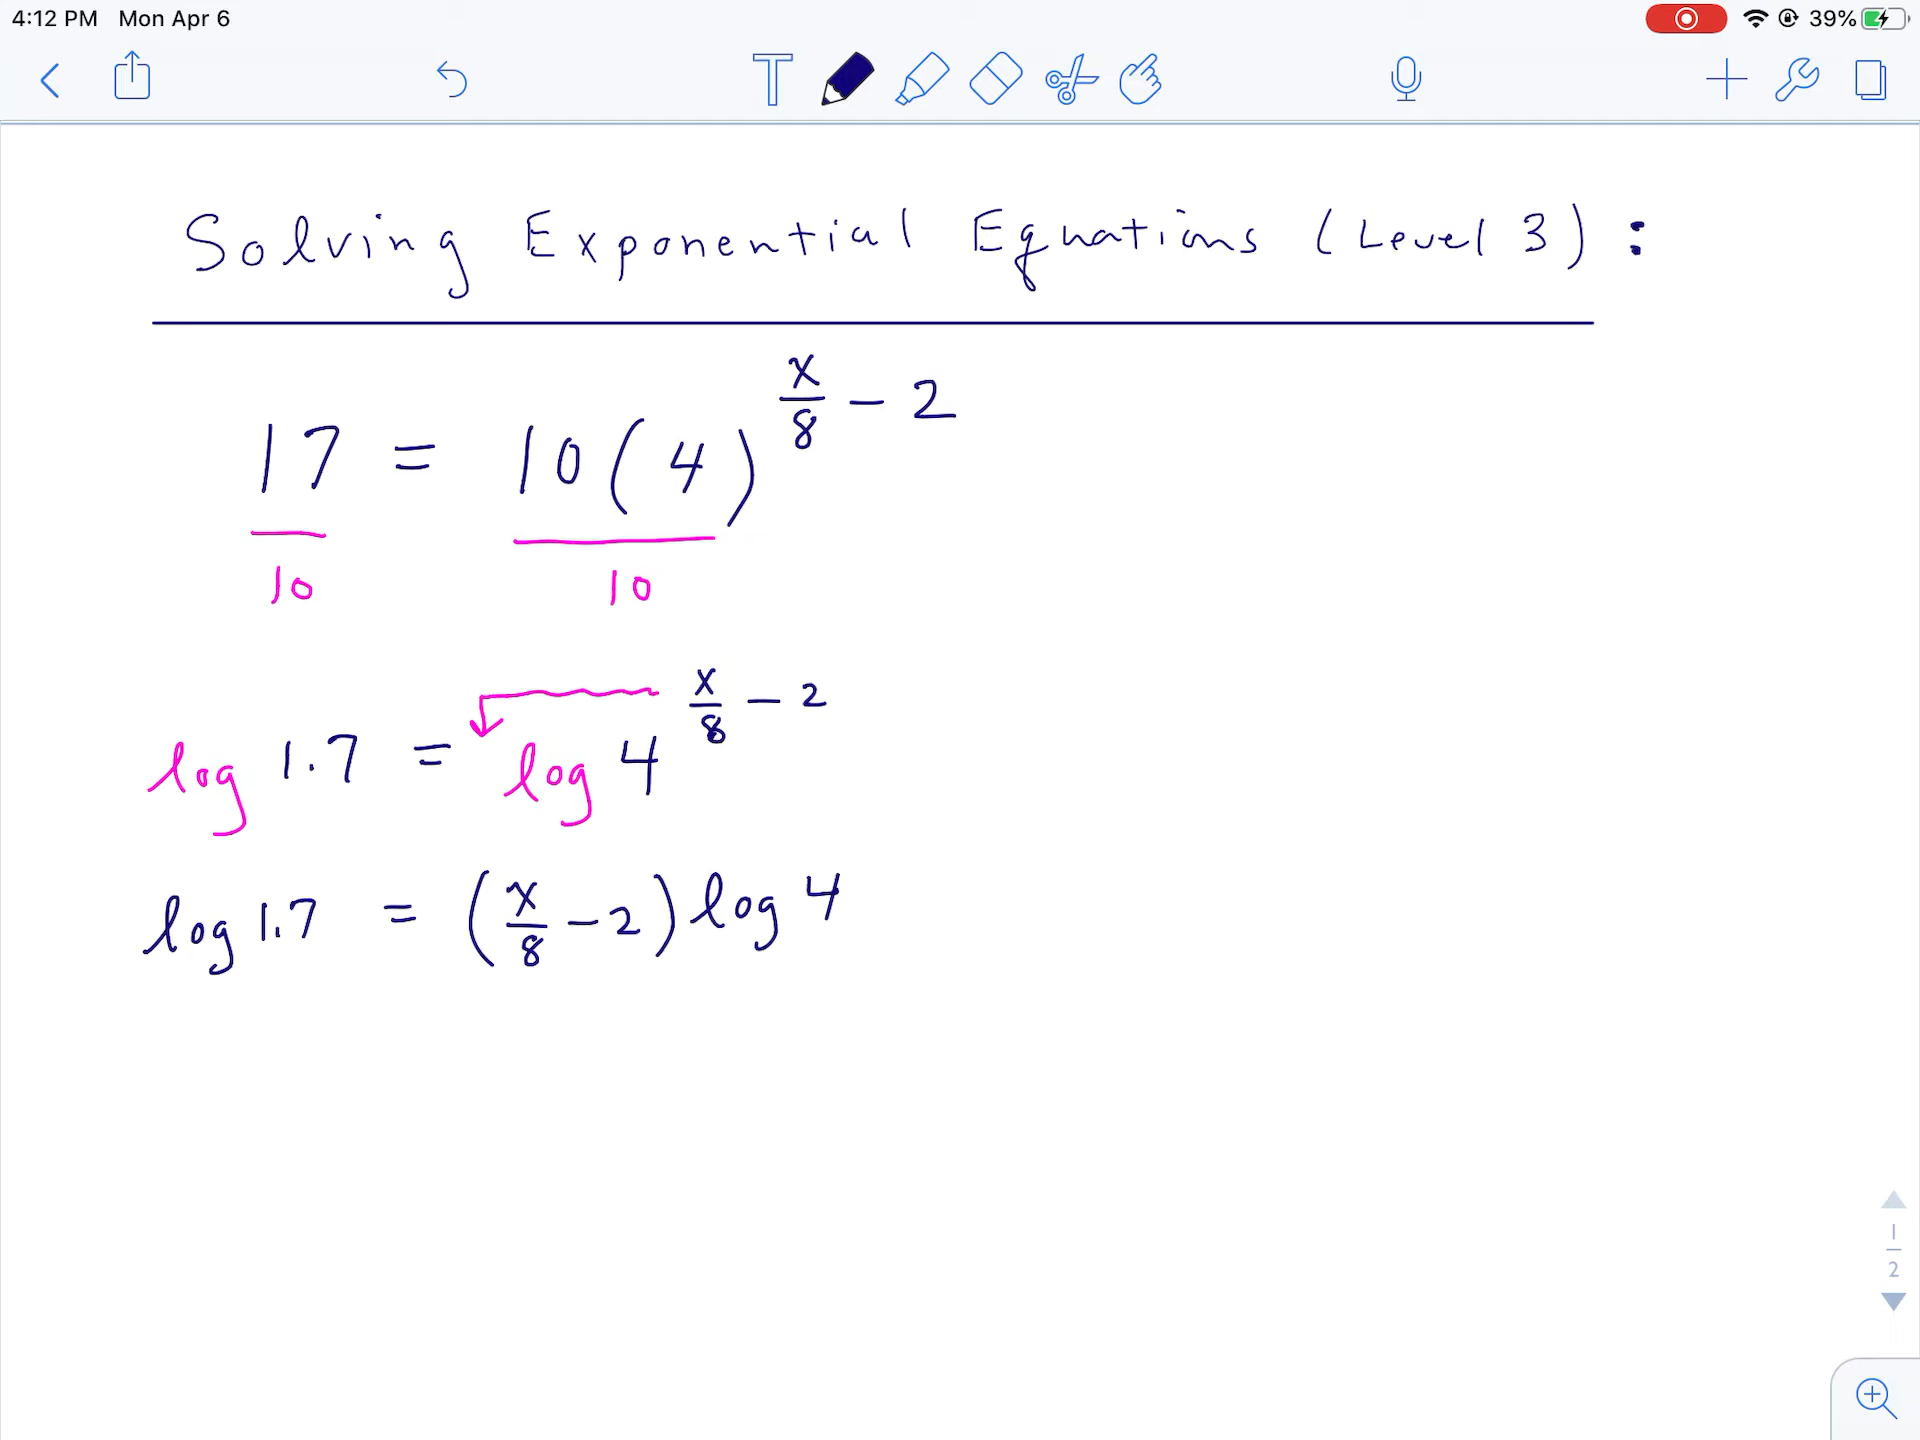 4:12 PM Mon Apr 6 39%
T
Solving Exponential Equations (Level 3):
17 = 10(4)^(x/8 - 2)
10 10
log 1.7 = log 4^(x/8 - 2)
log 1.7 = (x/8 - 2) log 4
1
2